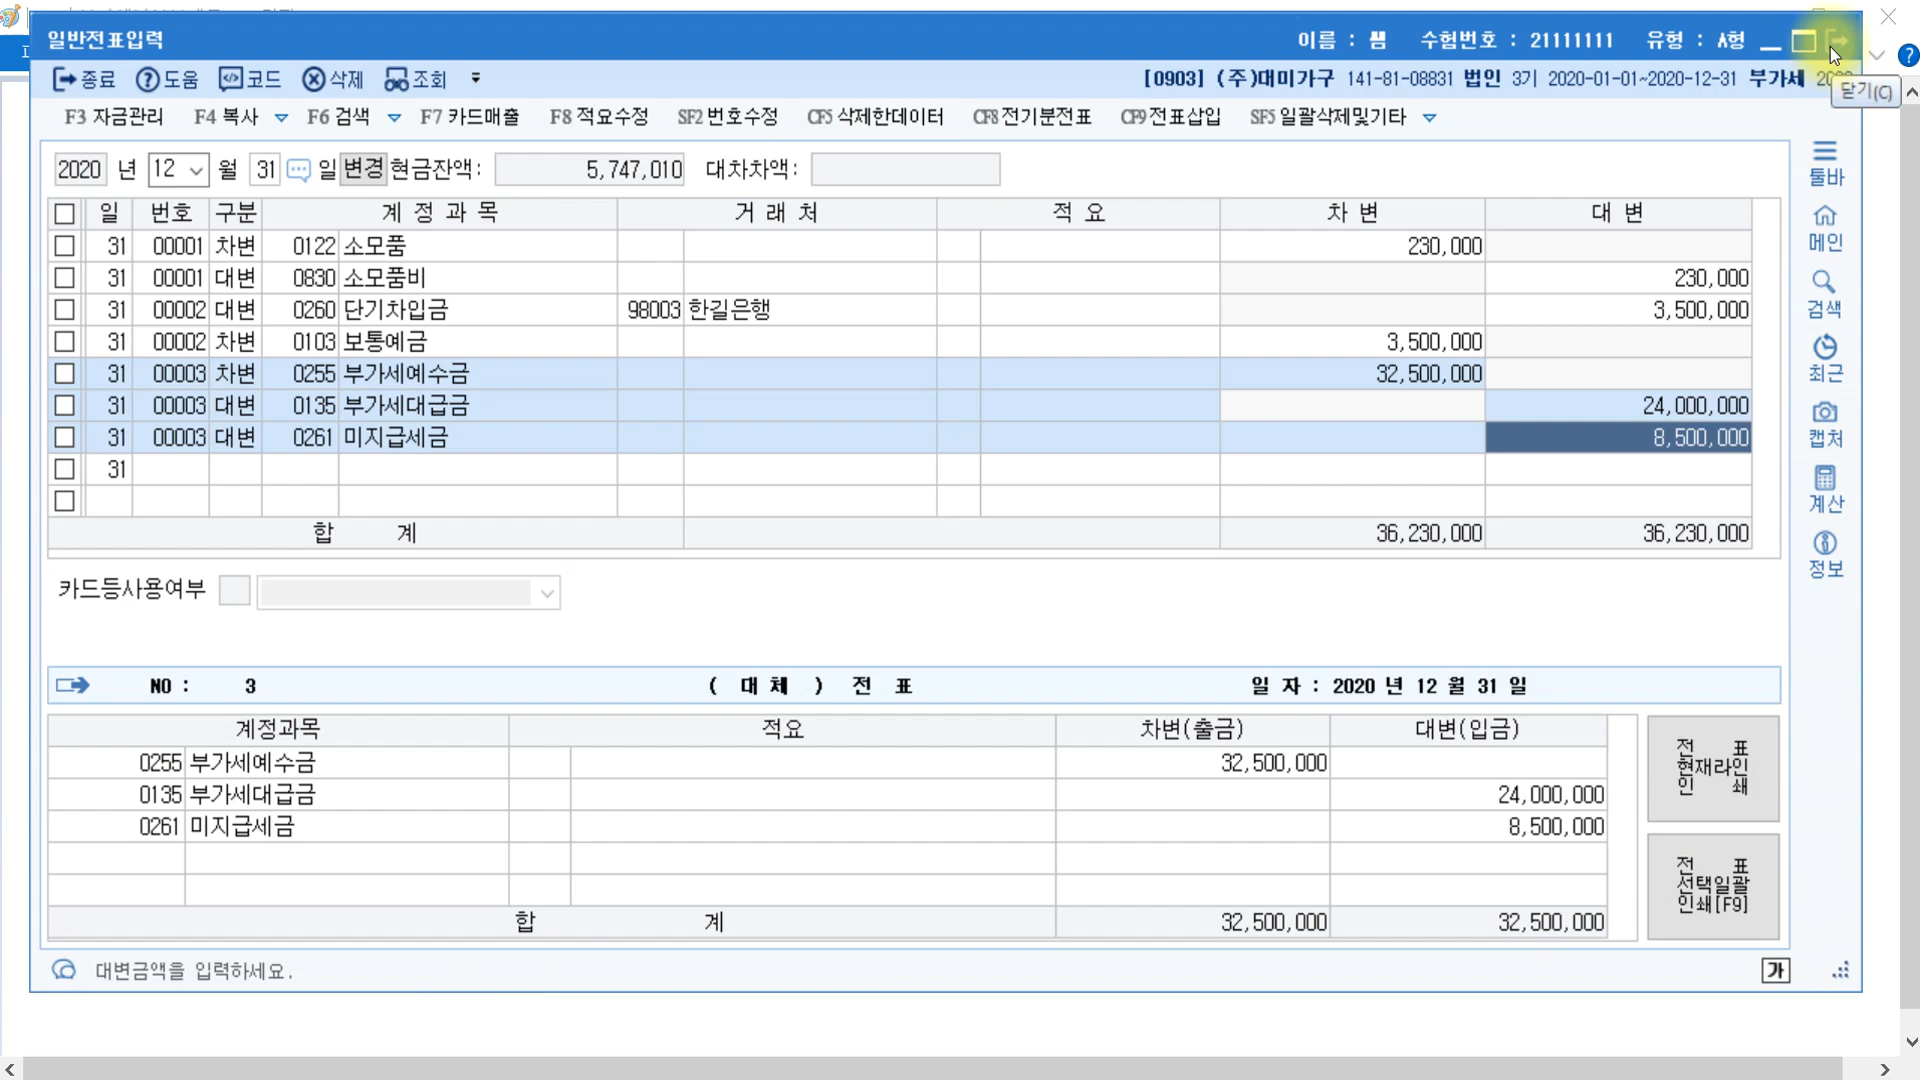 일반전표입력 이름 : 쁨 수험번호 : 21111111 유형 : A형
종료 도움 코드 삭제 조회 [0903] (주)대미가구 141-81-08831 법인 3기 2020-01-01~2020-12-31 부가세
닫기(C)
F3 자금관리 F4 복사 F6 검색 F7 카드매출 F8 적요수정 SF2 번호수정 CF5 삭제한데이터 CF8 전기분전표 CF9 전표삽입 SF5 일괄삭제및기타
2020 년 12 월 31 일 변경 현금잔액: 5,747,010 대차차액:
일 번호 구분 계 정 과 목 거 래 처 적 요 차 변 대 변
31 00001 차변 0122 소모품 230,000
31 00001 대변 0830 소모품비 230,000
31 00002 대변 0260 단기차입금 98003 한길은행 3,500,000
31 00002 차변 0103 보통예금 3,500,000
31 00003 차변 0255 부가세예수금 32,500,000
31 00003 대변 0135 부가세대급금 24,000,000
31 00003 대변 0261 미지급세금 8,500,000
31
합 계 36,230,000 36,230,000
툴바
메인
검색
최근
캡처
계산
정보
카드등사용여부
NO : 3 ( 대 체 ) 전 표 일 자 : 2020 년 12 월 31 일
계정과목 적요 차변(출금) 대변(입금)
0255 부가세예수금 32,500,000
0135 부가세대급금 24,000,000
0261 미지급세금 8,500,000
합 계 32,500,000 32,500,000
전 표
현재라인
인 쇄
전 표
선택일괄
인쇄[F9]
대변금액을 입력하세요.
가